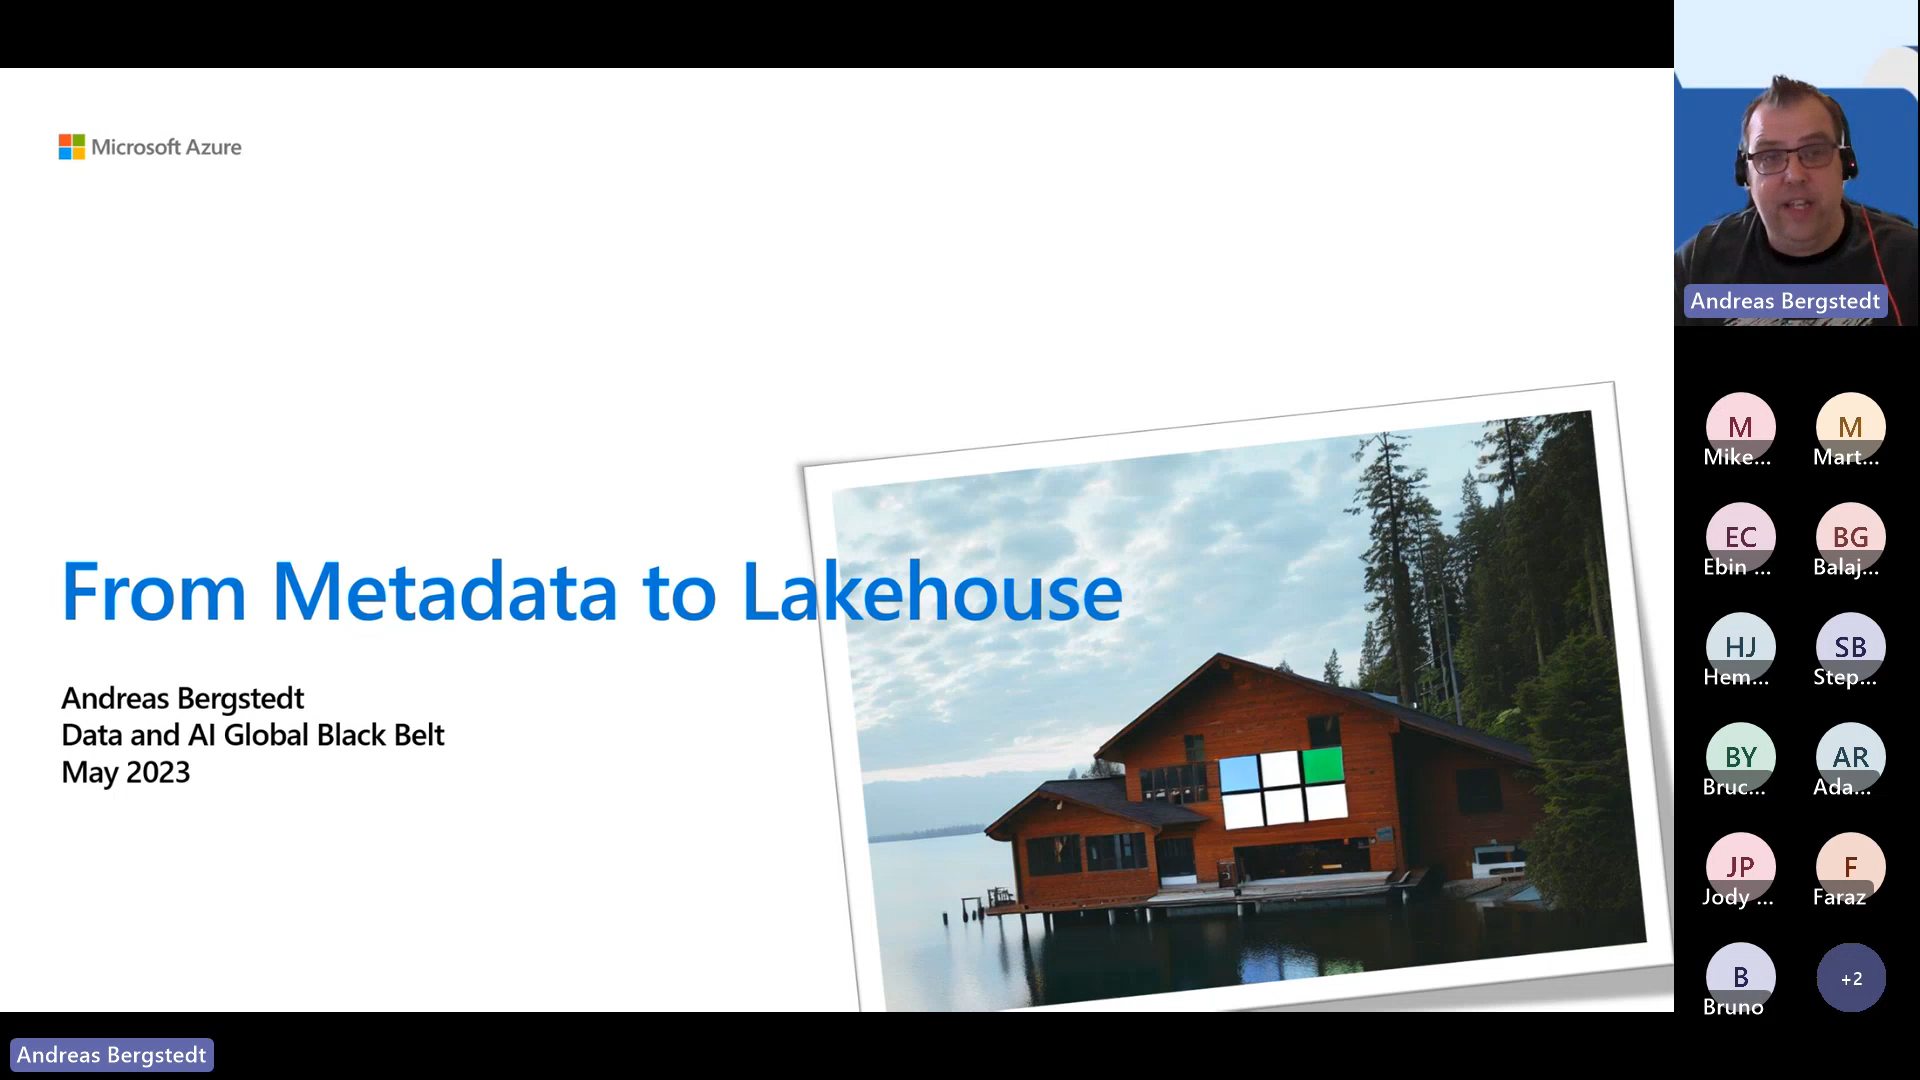 Microsoft Azure
From Metadata to Lakehouse
Andreas Bergstedt
Data and AI Global Black Belt
May 2023
Andreas Bergstedt
Andreas Bergstedt
M
Mike...
M
Mart...
EC
Ebin ...
BG
Balaj...
HJ
Hem...
SB
Step...
BY
Bruc...
AR
Ada...
JP
Jody ...
F
Faraz
B
Bruno
+2